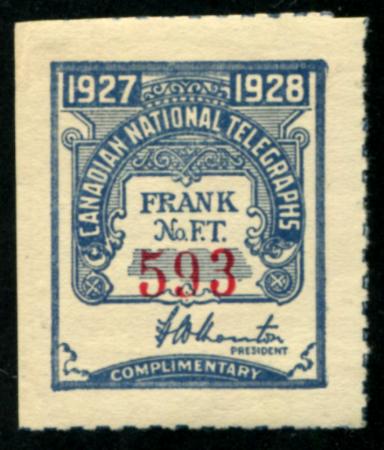 1927 1928
CANADIAN NATIONAL TELEGRAPHS
FRANK
No. F.T.
593
PRESIDENT
COMPLIMENTARY